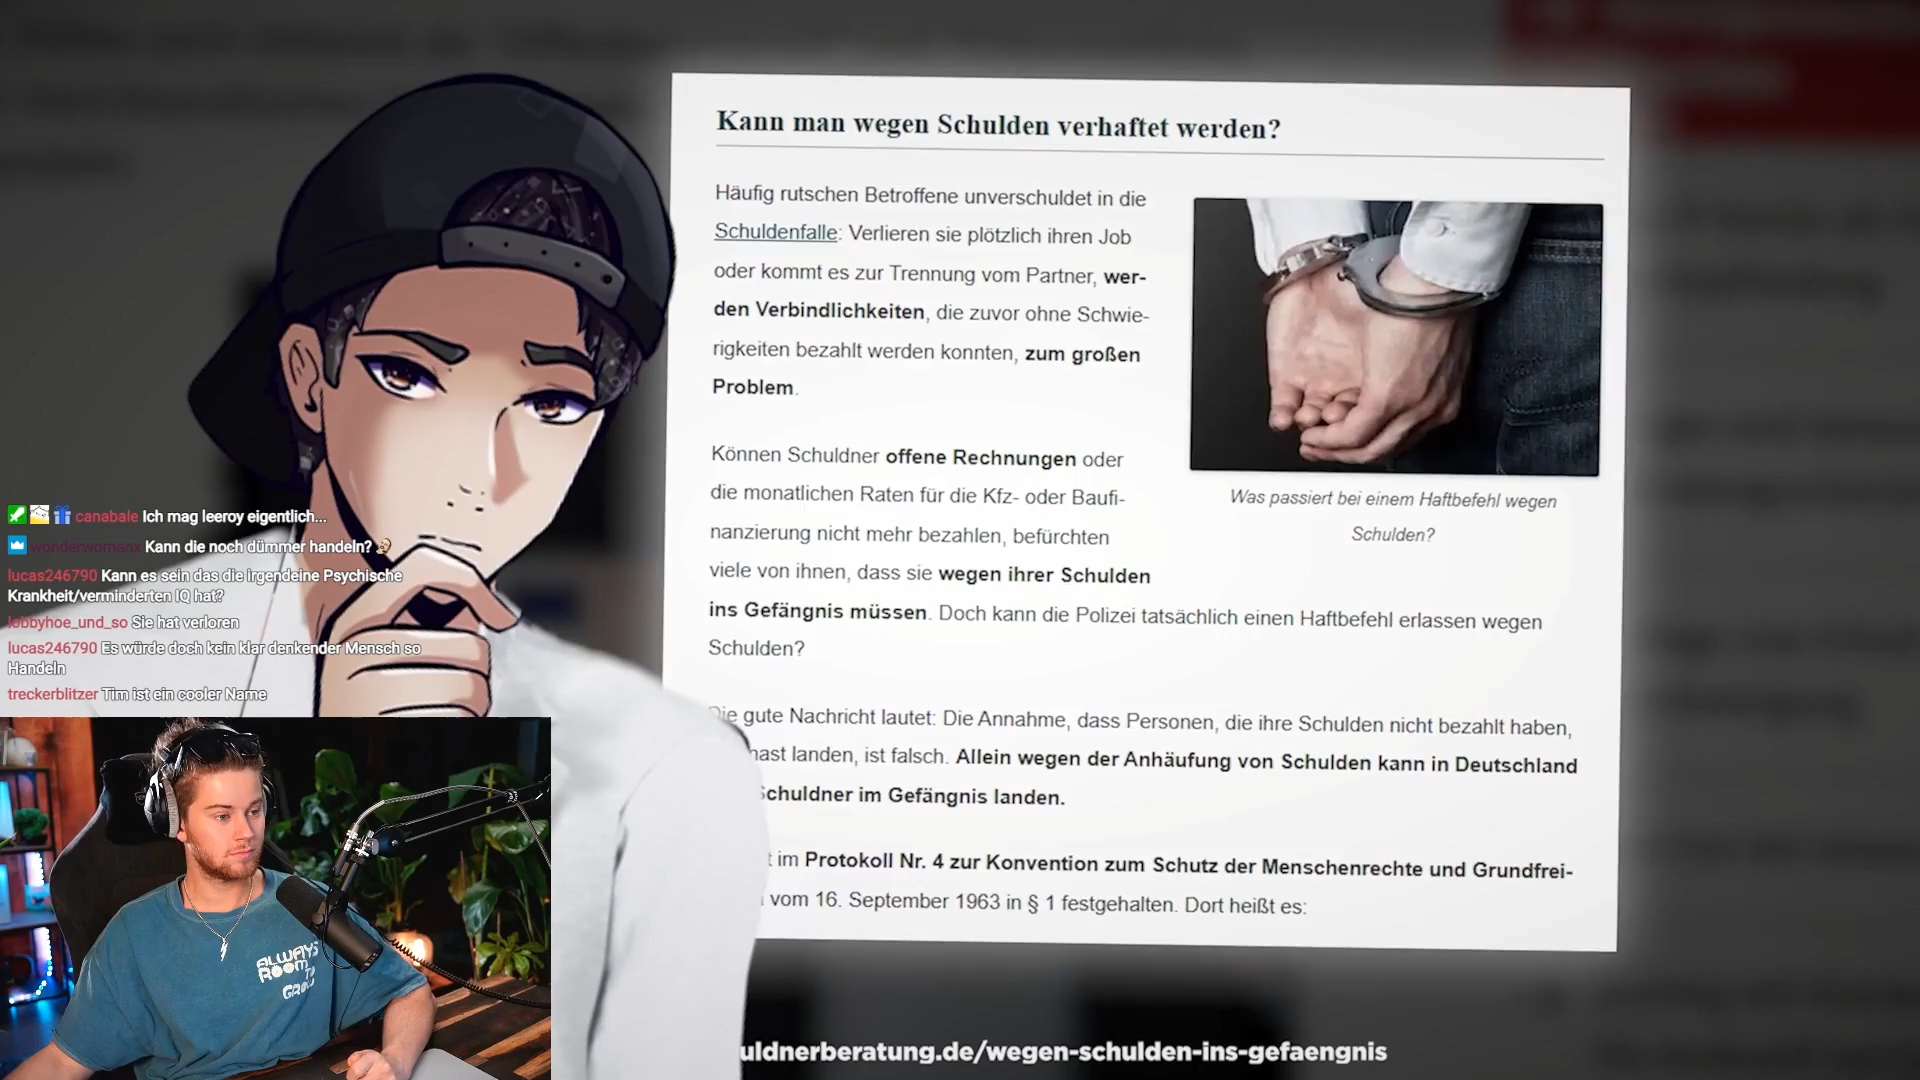 Kann man wegen Schulden verhaftet werden?
Häufig rutschen Betroffene unverschuldet in die
Schuldenfalle: Verlieren sie plötzlich ihren Job
oder kommt es zur Trennung vom Partner, wer-
den Verbindlichkeiten, die zuvor ohne Schwie-
rigkeiten bezahlt werden konnten, zum großen
Problem.
Können Schuldner offene Rechnungen oder
die monatlichen Raten für die Kfz- oder Baufi-
nanzierung nicht mehr bezahlen, befürchten
viele von ihnen, dass sie wegen ihrer Schulden
ins Gefängnis müssen. Doch kann die Polizei tatsächlich einen Haftbefehl erlassen wegen
Schulden?
Was passiert bei einem Haftbefehl wegen
Schulden?
Die gute Nachricht lautet: Die Annahme, dass Personen, die ihre Schulden nicht bezahlt haben,
landen, ist falsch. Allein wegen der Anhäufung von Schulden kann in Deutschland
Schuldner im Gefängnis landen.
im Protokoll Nr. 4 zur Konvention zum Schutz der Menschenrechte und Grundfrei-
vom 16. September 1963 in § 1 festgehalten. Dort heißt es:
uldnerberatung.de/wegen-schulden-ins-gefaengnis
canabale Ich mag leeroy eigentlich...
wonderwomanx Kann die noch dümmer handeln?
lucas246790 Kann es sein das die irgendeine Psychische
Krankheit/verminderten IQ hat?
lobbyhoe_und_so Sie hat verloren
lucas246790 Es würde doch kein klar denkender Mensch so
Handeln
treckerblitzer Tim ist ein cooler Name
ALWAYS
ROOM TO
GROW